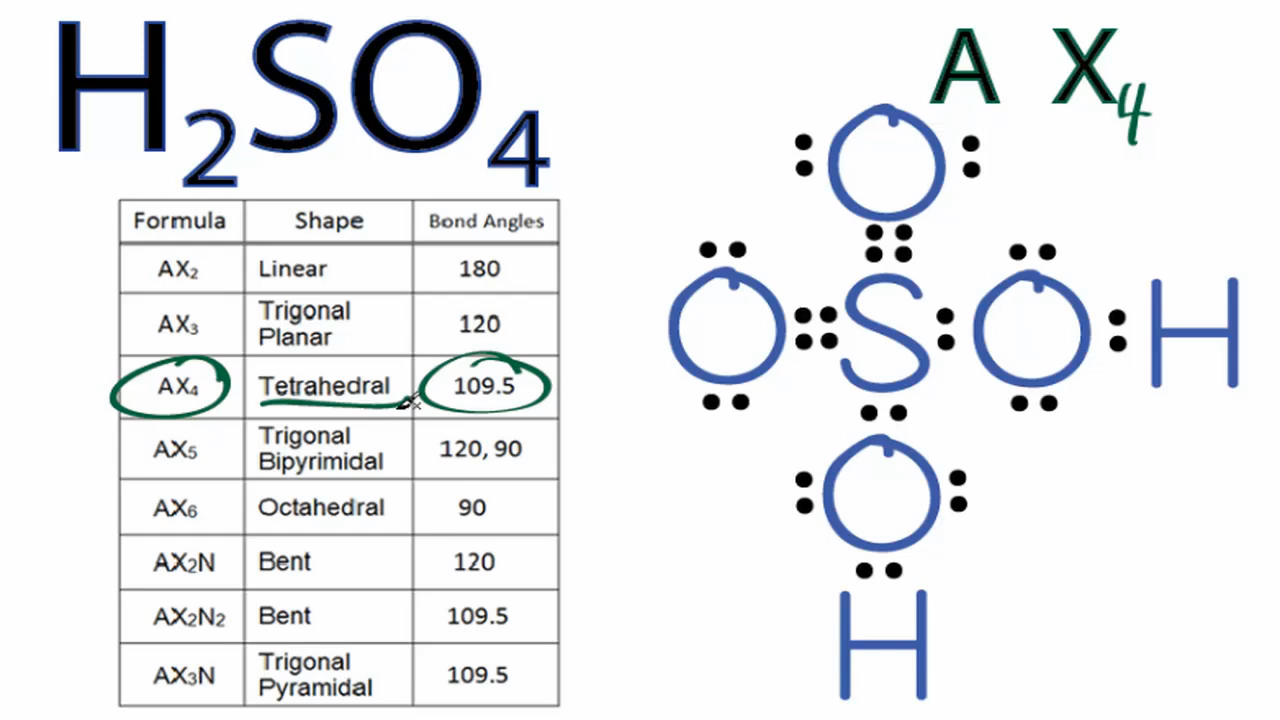 H₂SO₄
A X₄
Formula Shape Bond Angles
AX₂ Linear 180
AX₃ Trigonal Planar 120
AX₄ Tetrahedral 109.5
AX₅ Trigonal Bipyrimidal 120, 90
AX₆ Octahedral 90
AX₂N Bent 120
AX₂N₂ Bent 109.5
AX₃N Trigonal Pyramidal 109.5
O
O S O H
O
H